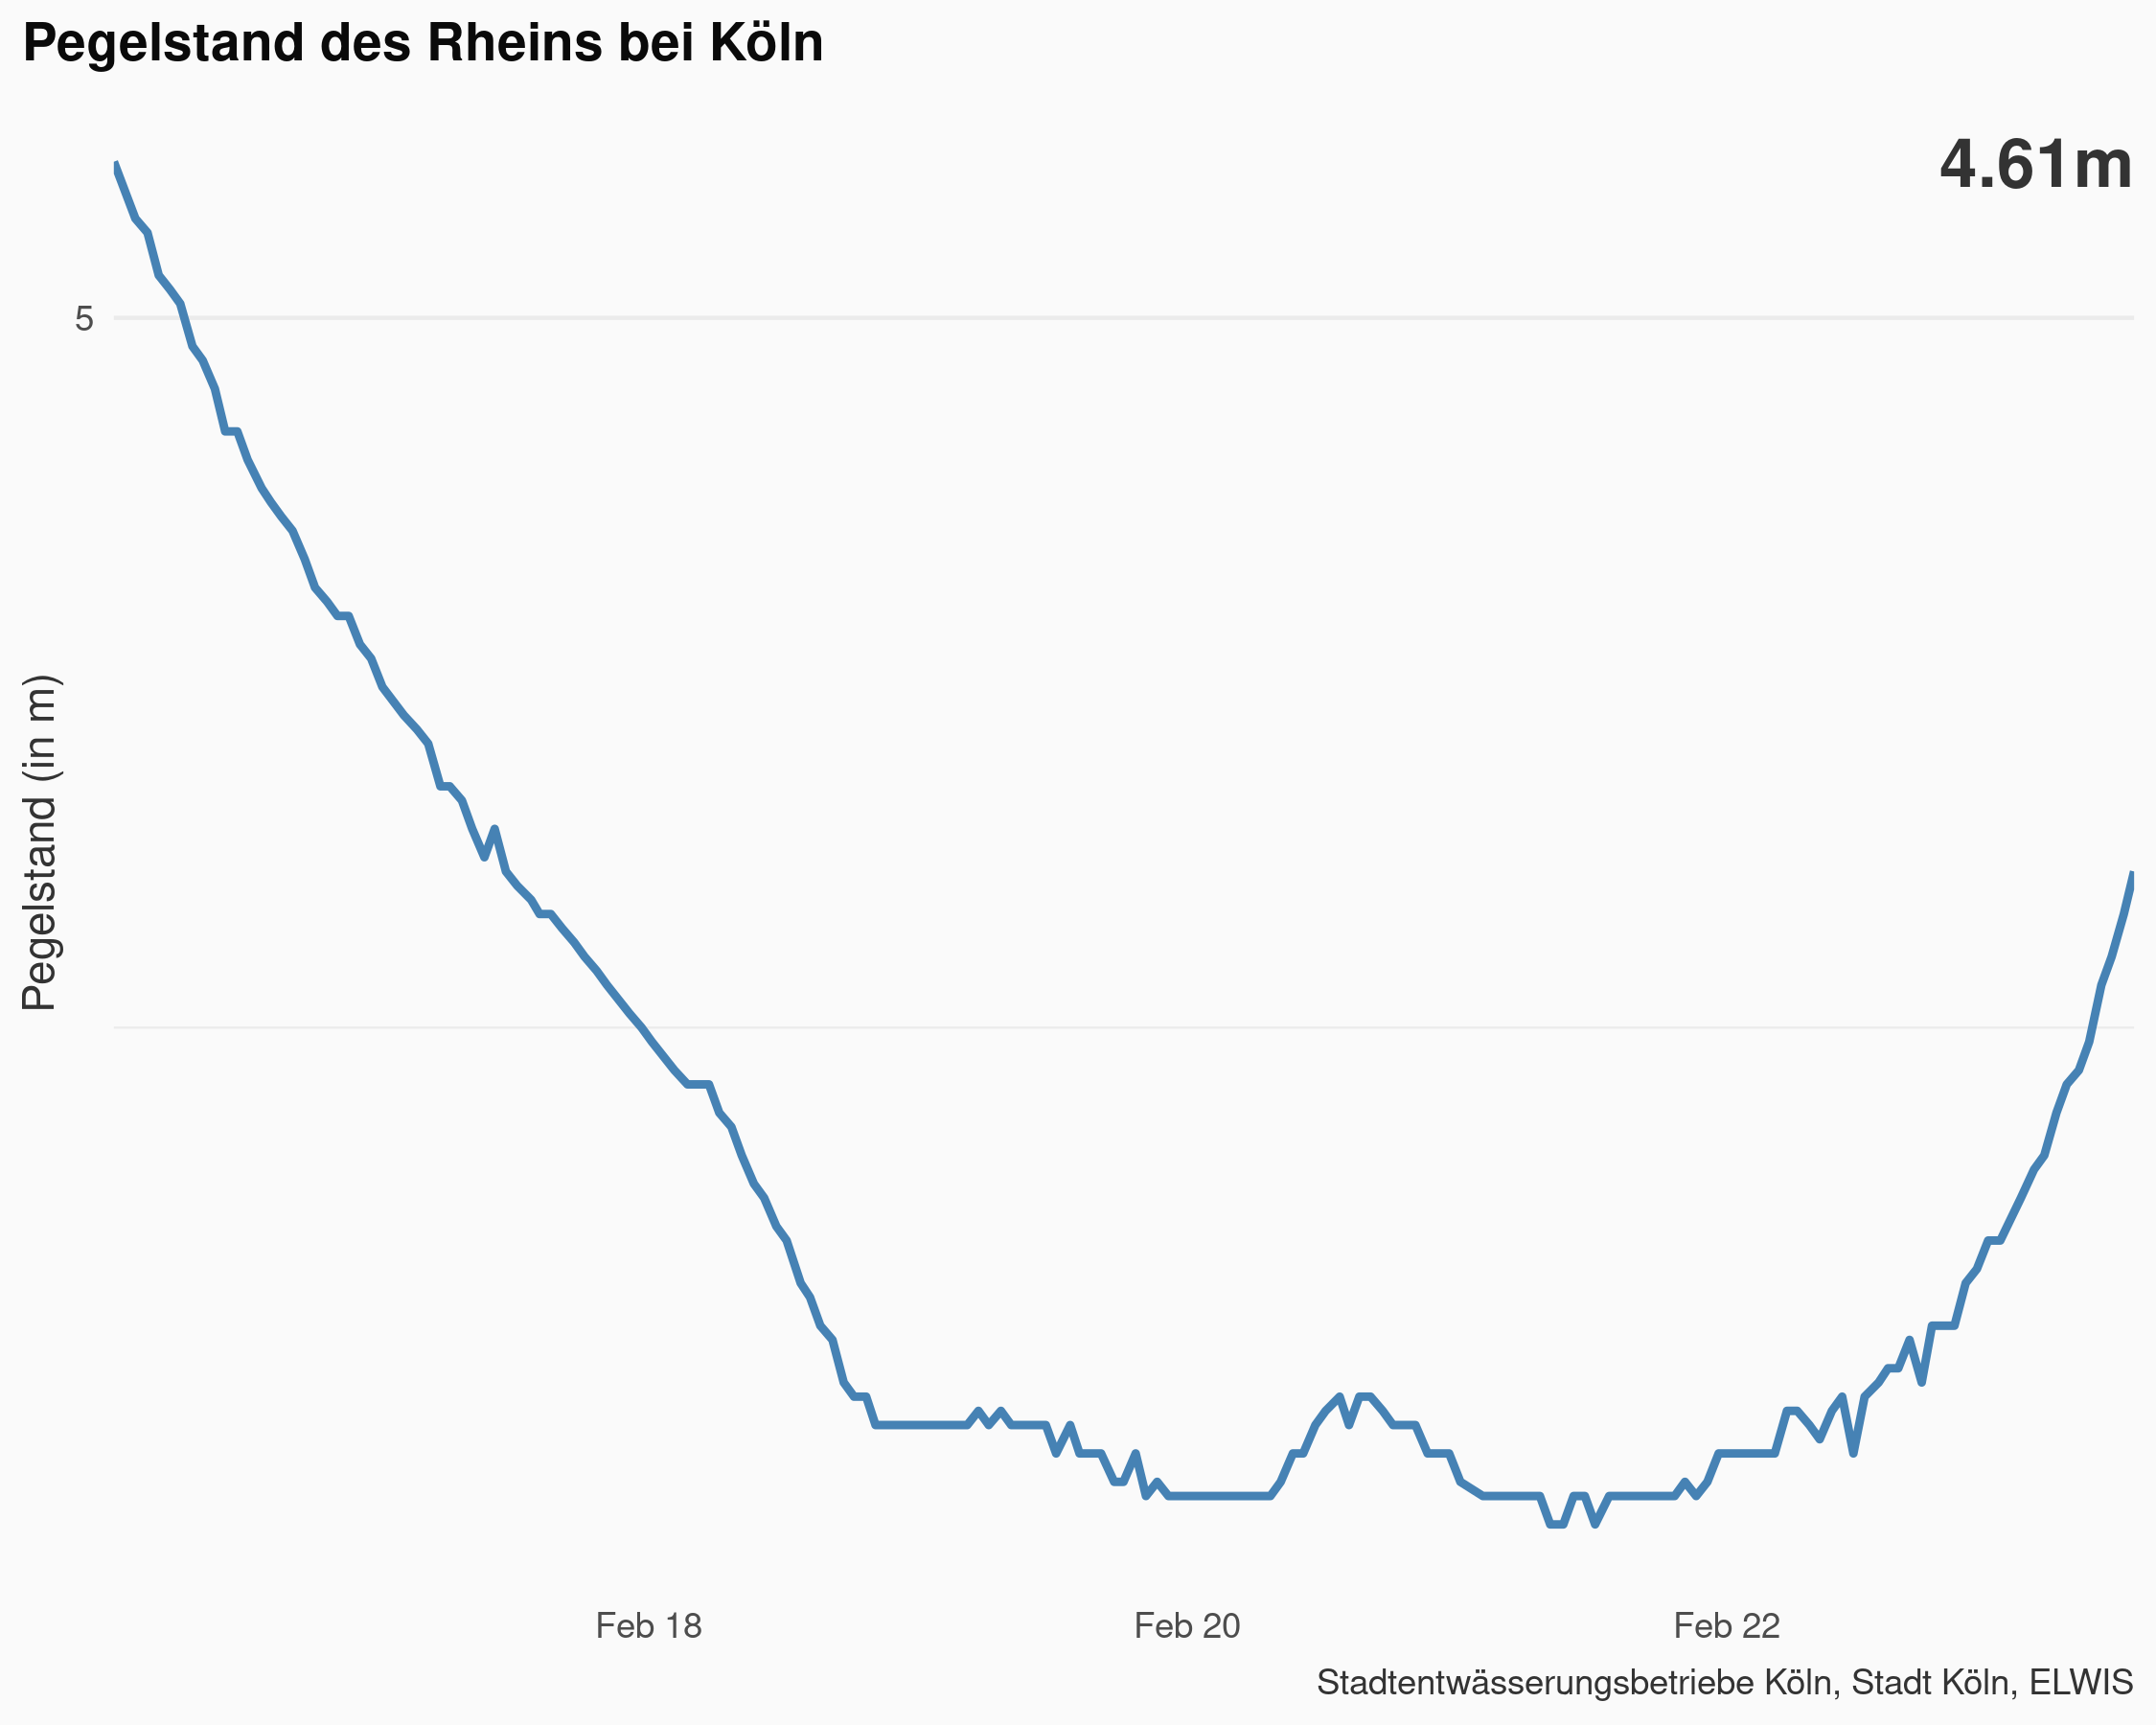 Pegelstand des Rheins bei Köln
4.61m
5
Pegelstand (in m)
Feb 18
Feb 20
Feb 22
Stadtentwässerungsbetriebe Köln, Stadt Köln, ELWIS